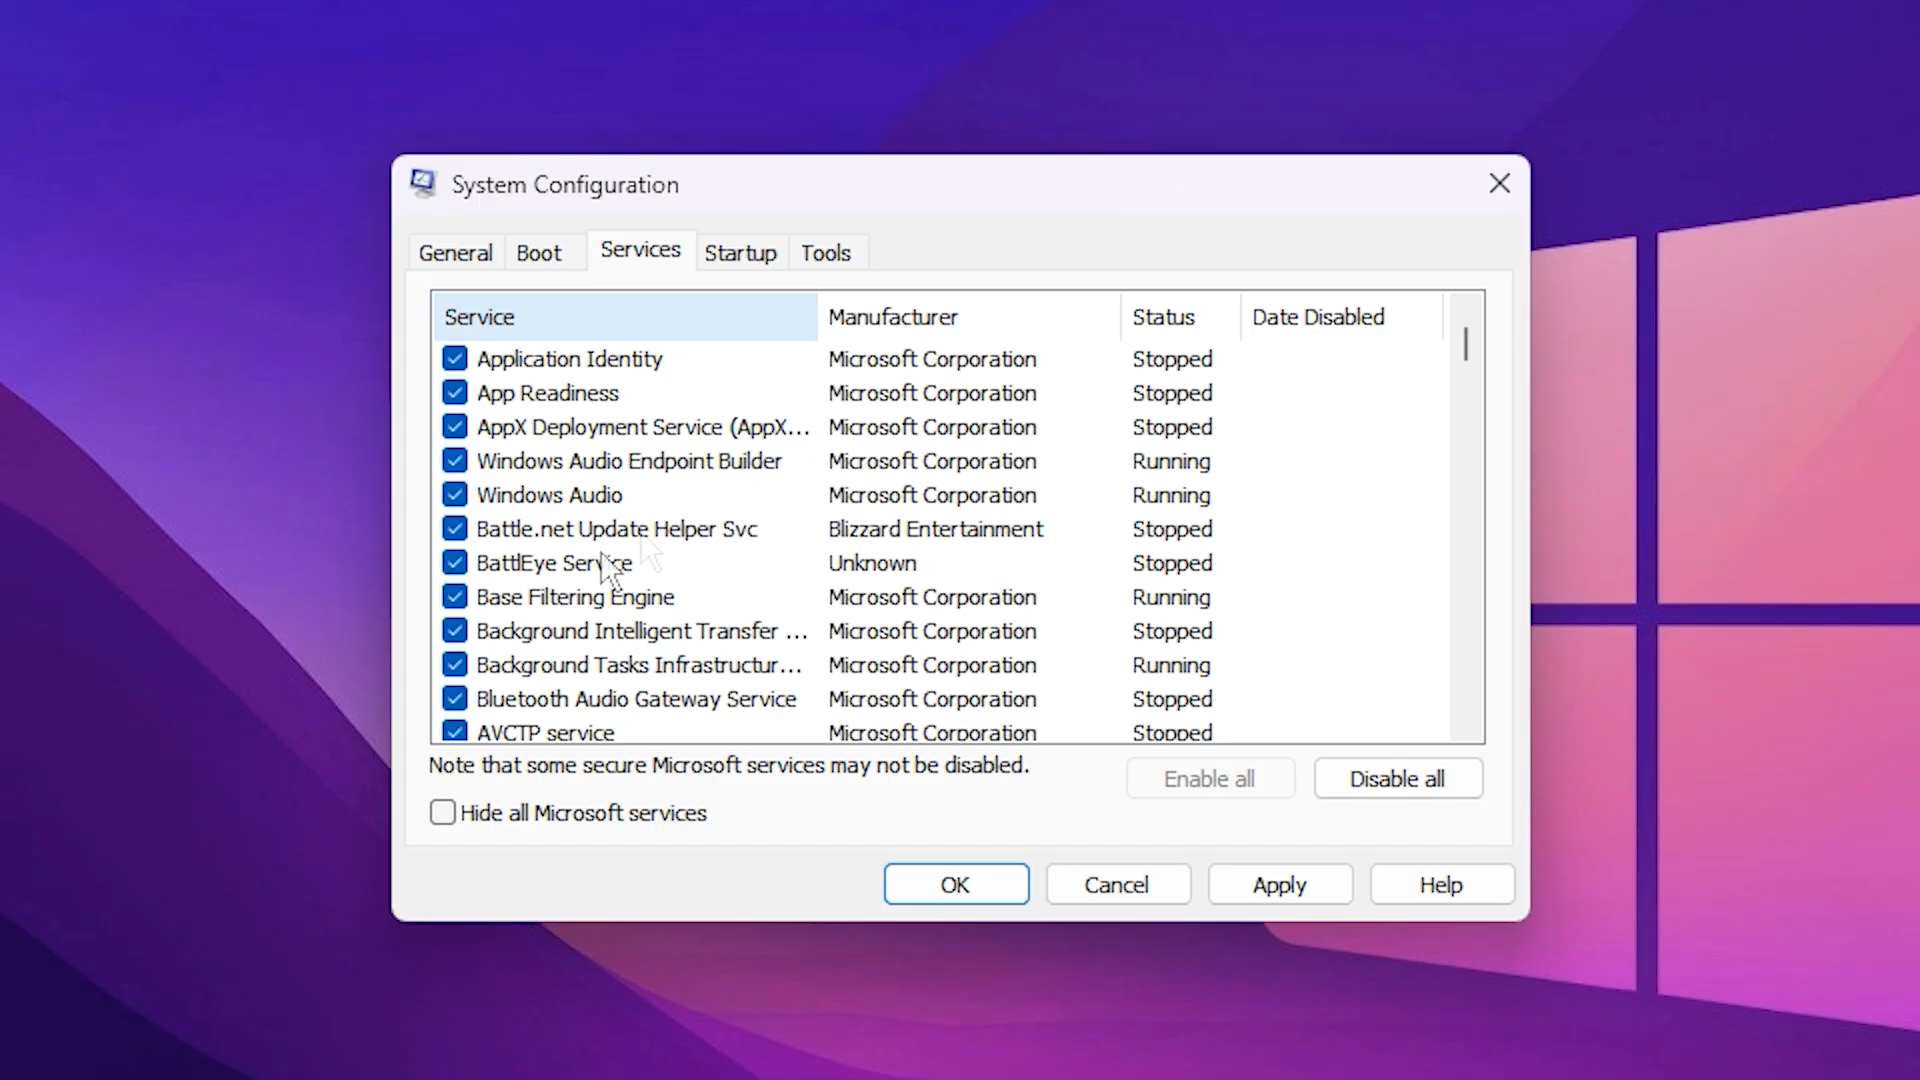 System Configuration
General Boot Services Startup Tools
Service Manufacturer Status Date Disabled
Application Identity Microsoft Corporation Stopped
App Readiness Microsoft Corporation Stopped
AppX Deployment Service (AppX... Microsoft Corporation Stopped
Windows Audio Endpoint Builder Microsoft Corporation Running
Windows Audio Microsoft Corporation Running
Battle.net Update Helper Svc Blizzard Entertainment Stopped
BattlEye Service Unknown Stopped
Base Filtering Engine Microsoft Corporation Running
Background Intelligent Transfer ... Microsoft Corporation Stopped
Background Tasks Infrastructur... Microsoft Corporation Running
Bluetooth Audio Gateway Service Microsoft Corporation Stopped
AVCTP service Microsoft Corporation Stopped
Note that some secure Microsoft services may not be disabled.
Enable all Disable all
Hide all Microsoft services
OK Cancel Apply Help